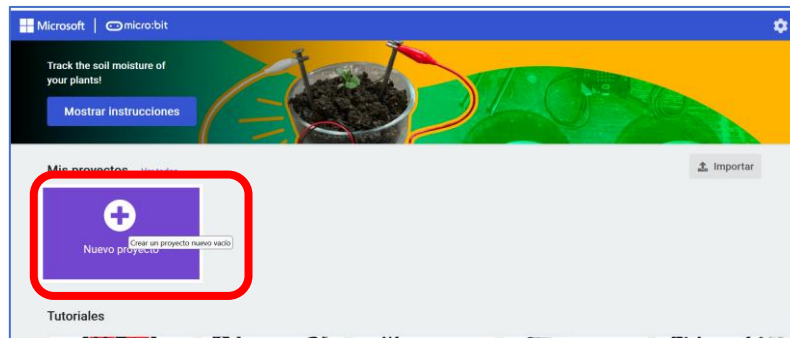 Microsoft | micro:bit
Track the soil moisture of
your plants!
Mostrar instrucciones
Mis proyectos
Importar
Crear un proyecto nuevo vacío
Nuevo proyecto
Tutoriales